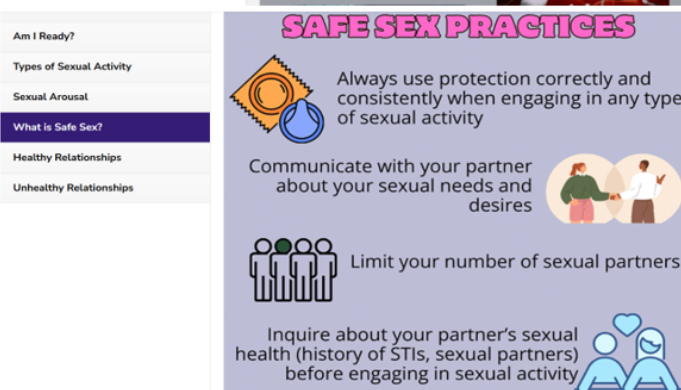 Am I Ready?
Types of Sexual Activity
Sexual Arousal
What is Safe Sex?
Healthy Relationships
Unhealthy Relationships
SAFE SEX PRACTICES
Always use protection correctly and
consistently when engaging in any type
of sexual activity
Communicate with your partner
about your sexual needs and
desires
Limit your number of sexual partners
Inquire about your partner's sexual
health (history of STIs, sexual partners)
before engaging in sexual activity